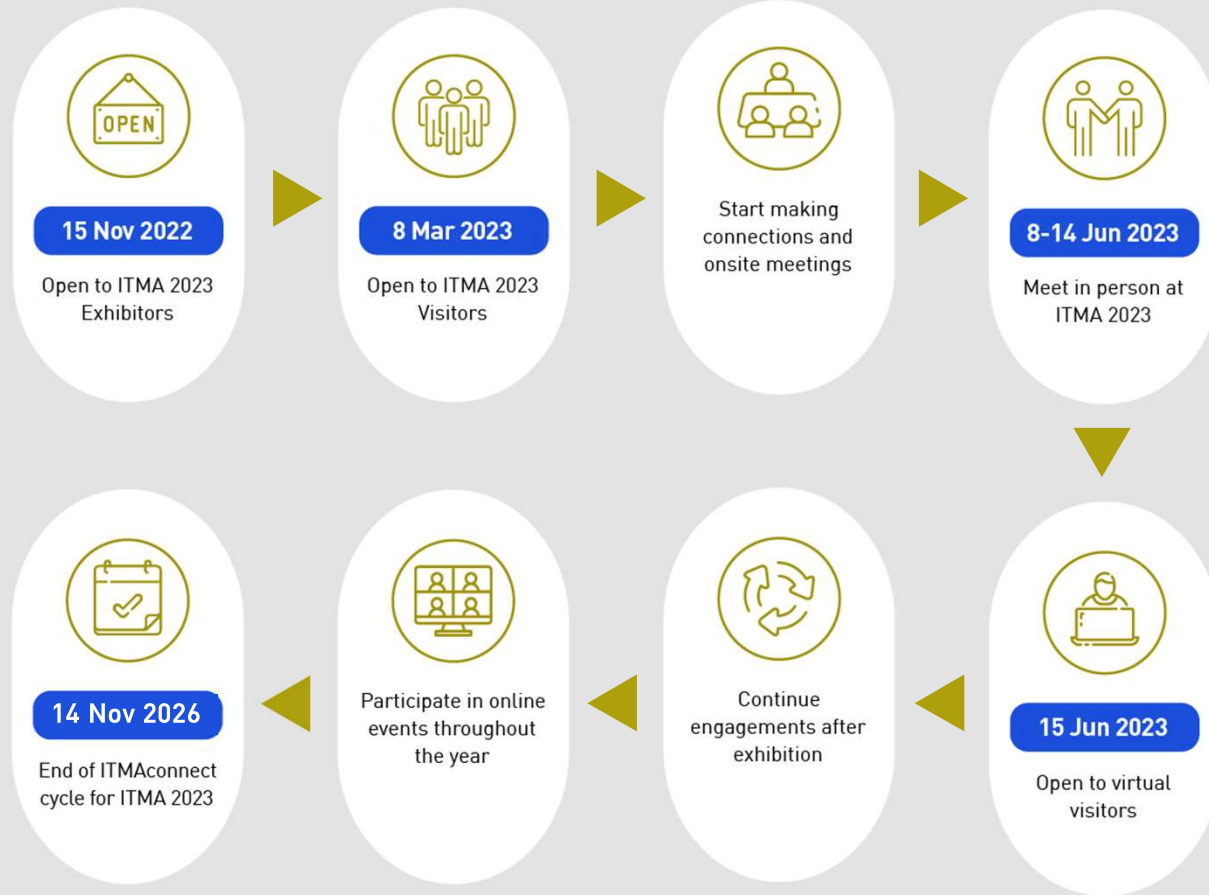 OPEN
15 Nov 2022
Open to ITMA 2023
Exhibitors
8 Mar 2023
Open to ITMA 2023
Visitors
Start making
connections and
onsite meetings
8-14 Jun 2023
Meet in person at
ITMA 2023
15 Jun 2023
Open to virtual
visitors
Continue
engagements after
exhibition
Participate in online
events throughout
the year
14 Nov 2026
End of ITMAconnect
cycle for ITMA 2023